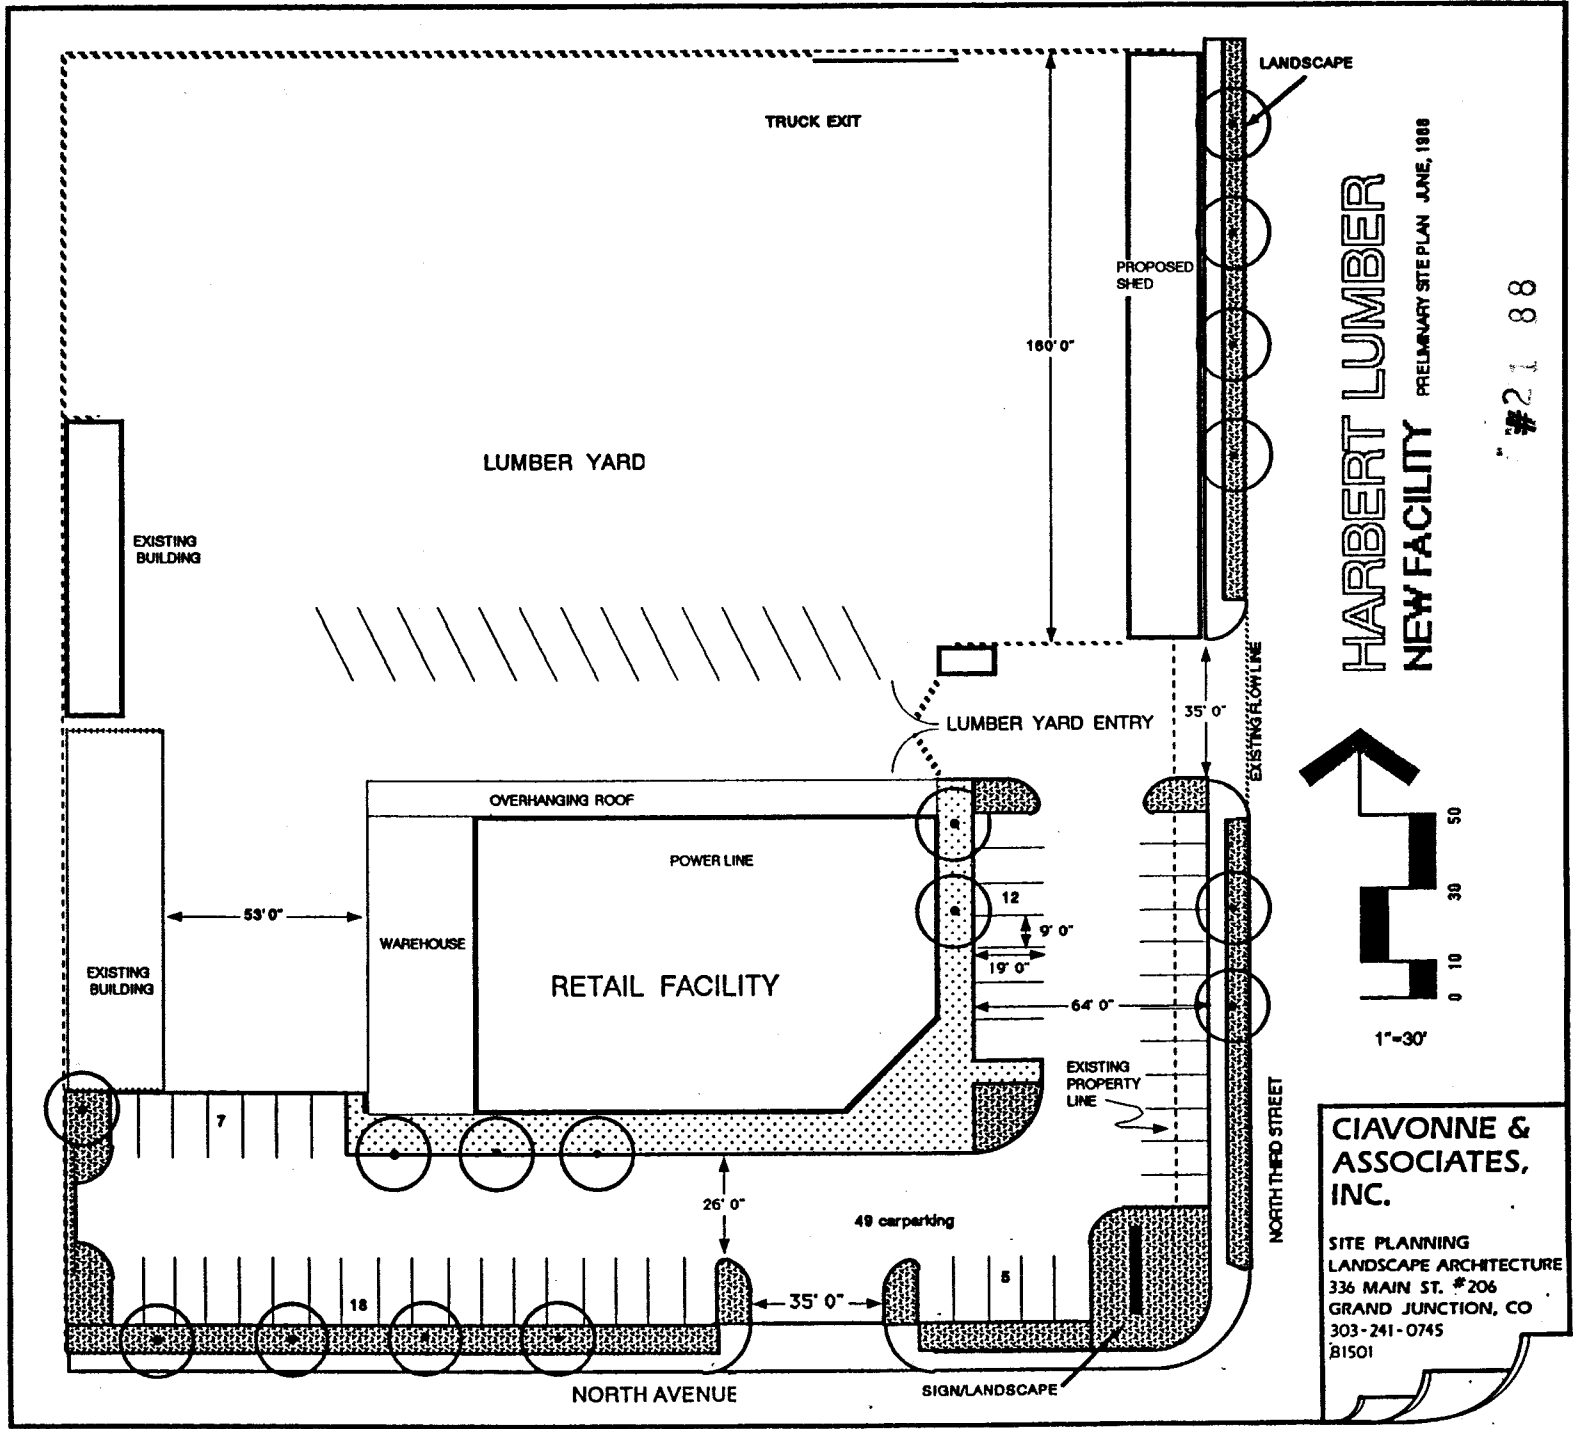 LANDSCAPE
TRUCK EXIT
PROPOSED
SHED
160' 0"
LUMBER YARD
EXISTING
BUILDING
HARBERT LUMBER
NEW FACILITY
PRELIMINARY SITE PLAN JUNE, 1988
#21 88
LUMBER YARD ENTRY
35' 0"
EXISTING FLOWLINE
OVERHANGING ROOF
POWER LINE
53' 0"
WAREHOUSE
RETAIL FACILITY
EXISTING
BUILDING
12
9' 0"
19' 0"
64' 0"
EXISTING
PROPERTY
LINE
50
30
10
0
1"=30'
7
26' 0"
49 carparking
18
35' 0"
5
NORTH THIRD STREET
NORTH AVENUE
SIGN/LANDSCAPE
CIAVONNE &
ASSOCIATES,
INC.
SITE PLANNING
LANDSCAPE ARCHITECTURE
336 MAIN ST. #206
GRAND JUNCTION, CO
303-241-0745
81501